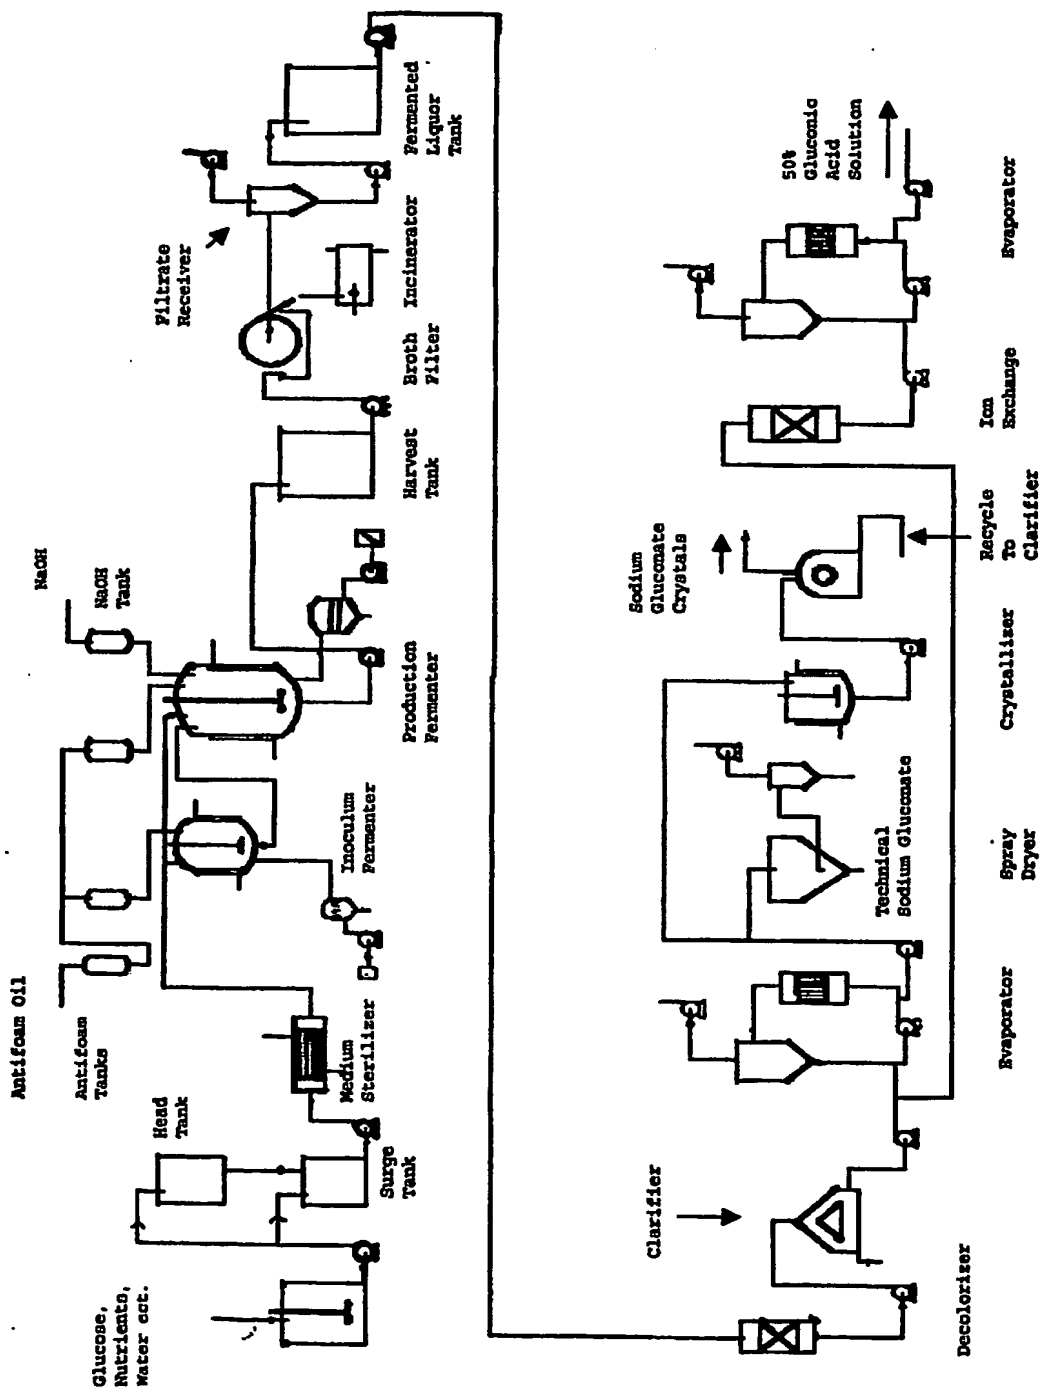 Glucose,
Nutrients,
Water ect.
Head
Tank
Surge
Tank
Medium
Sterilizer
Antifoam Oil
Antifoam
Tanks
Inoculum
Fermenter
NaOH
NaOH
Tank
Production
Fermenter
Harvest
Tank
Broth
Filter
Filtrate
Receiver
Incinerator
Fermented
Liquor
Tank
Decolorizer
Clarifier
Evaporator
Technical
Sodium Gluconate
Spray
Dryer
Crystallizer
Sodium
Gluconate
Crystals
Recycle
To
Clarifier
Ion
Exchange
Evaporator
50%
Gluconic
Acid
Solution